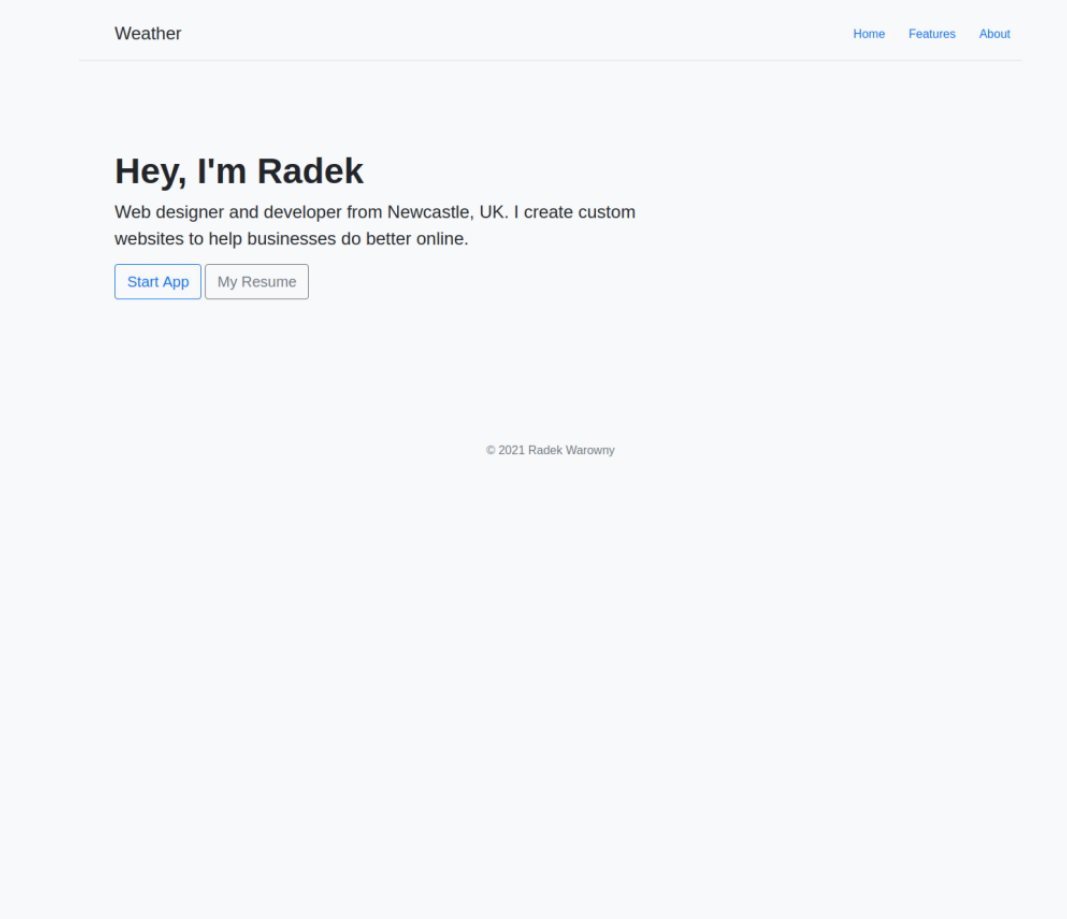 Weather
Home Features About
Hey, I'm Radek
Web designer and developer from Newcastle, UK. I create custom
websites to help businesses do better online.
Start App My Resume
© 2021 Radek Warowny